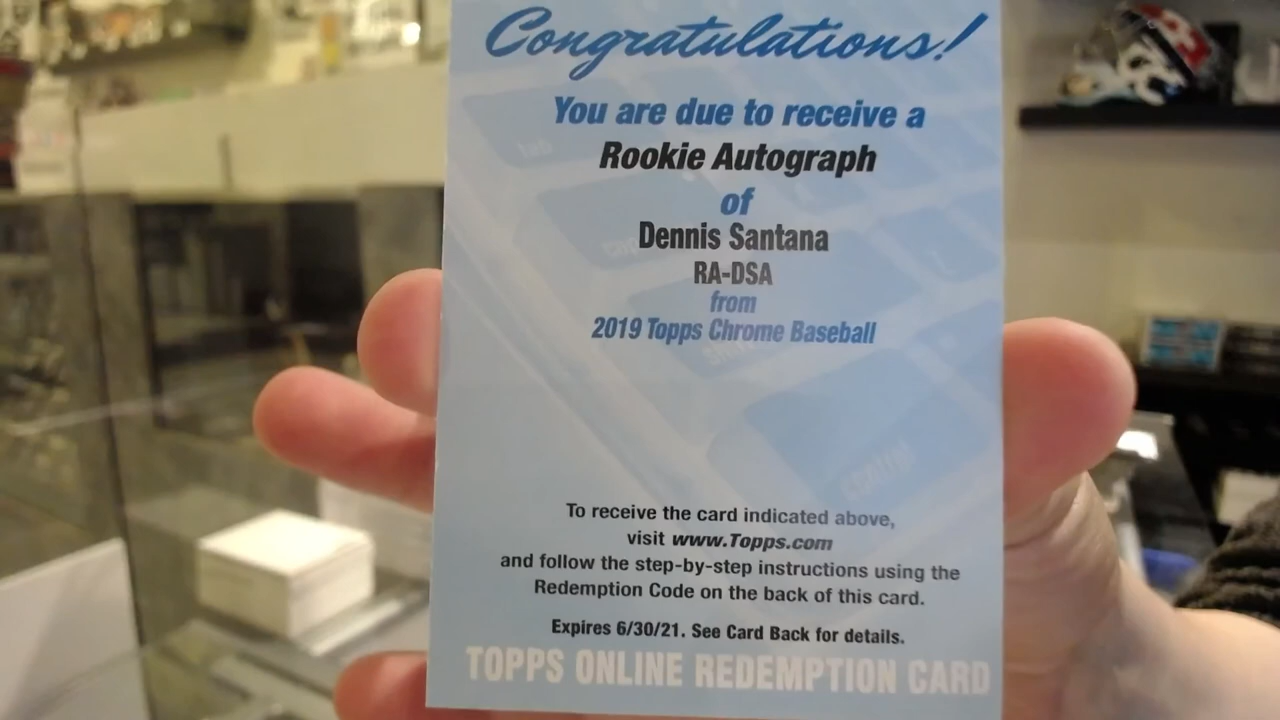 Congratulations!
You are due to receive a
Rookie Autograph
of
Dennis Santana
RA-DSA
from
2019 Topps Chrome Baseball
To receive the card indicated above,
visit www.Topps.com
and follow the step-by-step instructions using the
Redemption Code on the back of this card.
Expires 6/30/21. See Card Back for details.
TOPPS ONLINE REDEMPTION CARD